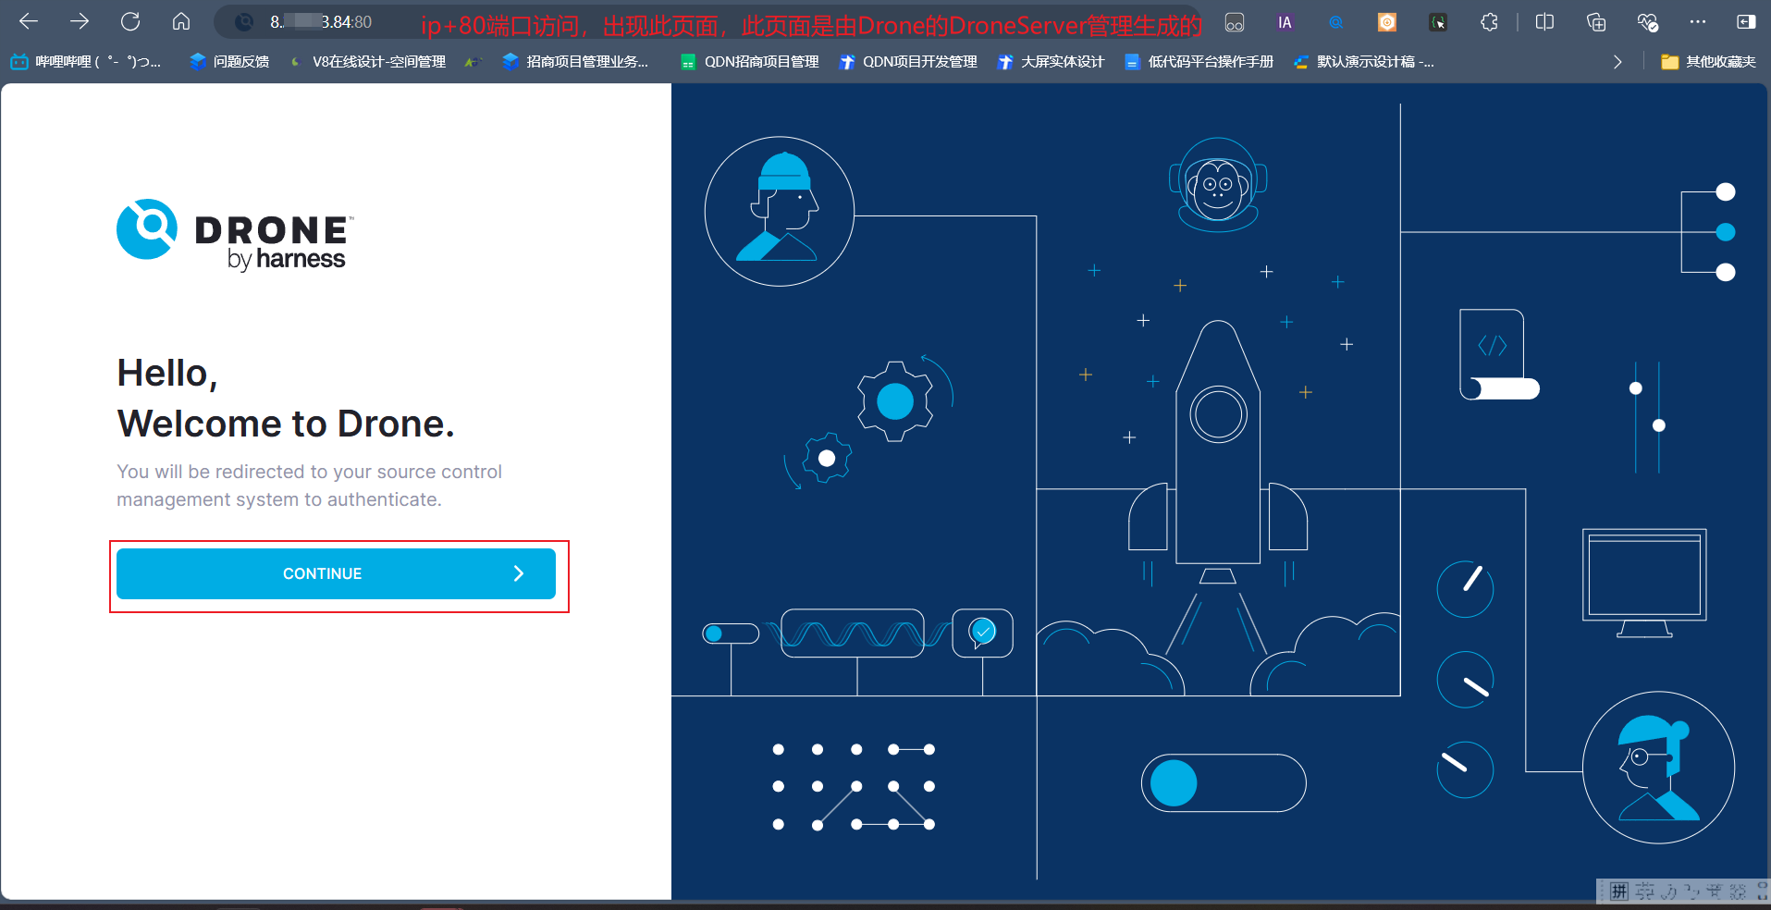 8. 3.84:80
ip+80端口访问，出现此页面，此页面是由Drone的DroneServer管理生成的
IA
哔哩哔哩 (゜-゜)つ...
问题反馈
V8在线设计-空间管理
招商项目管理业务...
QDN招商项目管理
QDN项目开发管理
大屏实体设计
低代码平台操作手册
默认演示设计稿 -...
其他收藏夹
DRONE™
by harness
Hello,
Welcome to Drone.
You will be redirected to your source control
management system to authenticate.
CONTINUE
</>
拼 英